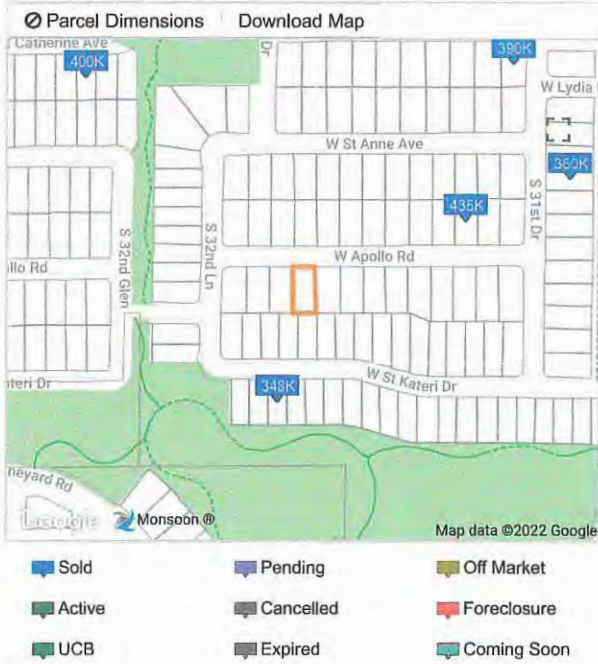 Parcel Dimensions Download Map
Catherine Ave
400K
Dr
390K
W Lydia
W St Anne Ave
360K
435K
S 31st Dr
S 32nd Glen
S 32nd Ln
W Apollo Rd
llo Rd
W St Kateri Dr
ateri Dr
348K
neyard Rd
Monsoon ®
Map data ©2022 Google
Sold Pending Off Market
Active Cancelled Foreclosure
UCB Expired Coming Soon